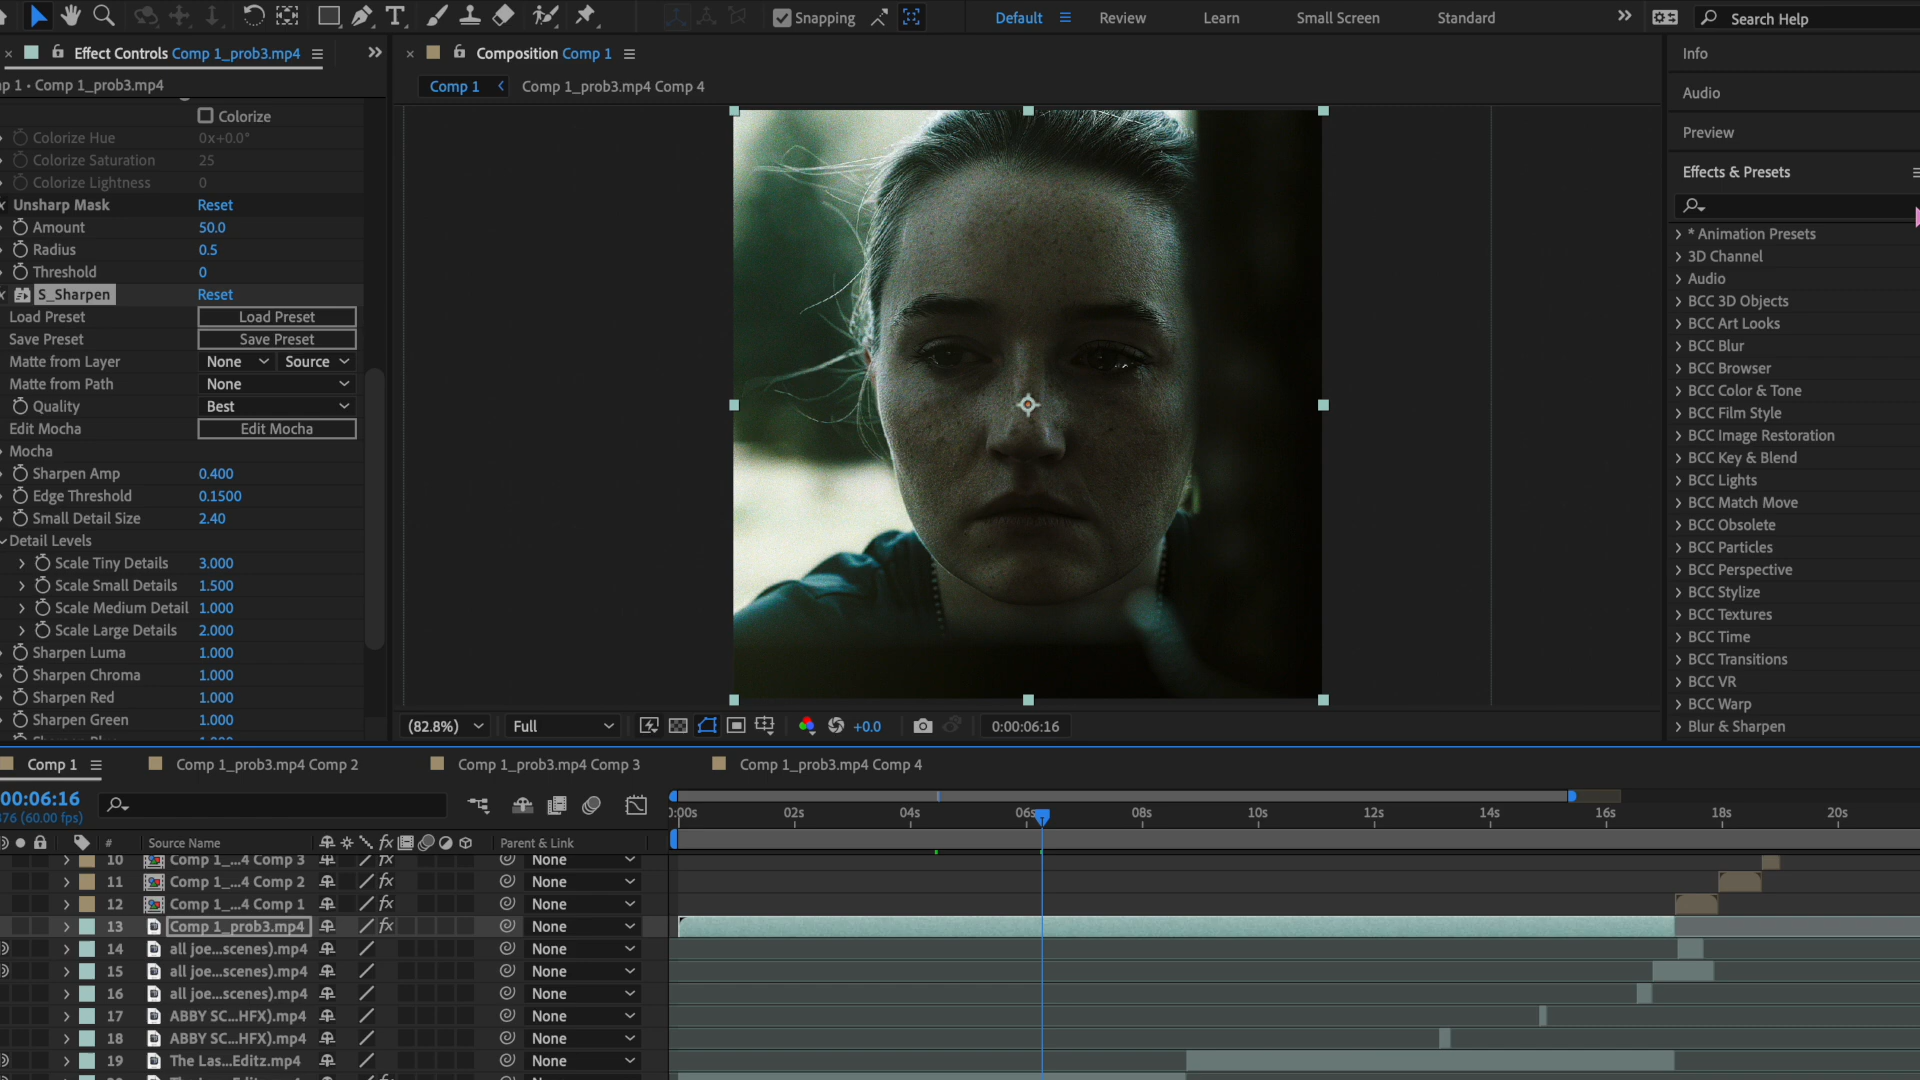 Snapping
Default
Review
Learn
Small Screen
Standard
Search Help
Effect Controls Comp 1_prob3.mp4
Composition Comp 1
Info
p 1 • Comp 1_prob3.mp4
Comp 1
Comp 1_prob3.mp4 Comp 4
Audio
Preview
Effects & Presets
Colorize
Colorize Hue 0x+0.0°
Colorize Saturation 25
Colorize Lightness 0
Unsharp Mask Reset
Amount 50.0
Radius 0.5
Threshold 0
S_Sharpen Reset
Load Preset Load Preset
Save Preset Save Preset
Matte from Layer None Source
Matte from Path None
Quality Best
Edit Mocha Edit Mocha
Mocha
Sharpen Amp 0.400
Edge Threshold 0.1500
Small Detail Size 2.40
Detail Levels
Scale Tiny Details 3.000
Scale Small Details 1.500
Scale Medium Detail 1.000
Scale Large Details 2.000
Sharpen Luma 1.000
Sharpen Chroma 1.000
Sharpen Red 1.000
Sharpen Green 1.000
* Animation Presets
3D Channel
Audio
BCC 3D Objects
BCC Art Looks
BCC Blur
BCC Browser
BCC Color & Tone
BCC Film Style
BCC Image Restoration
BCC Key & Blend
BCC Lights
BCC Match Move
BCC Obsolete
BCC Particles
BCC Perspective
BCC Stylize
BCC Textures
BCC Time
BCC Transitions
BCC VR
BCC Warp
Blur & Sharpen
(82.8%) Full +0.0 0:00:06:16
Comp 1
Comp 1_prob3.mp4 Comp 2
Comp 1_prob3.mp4 Comp 3
Comp 1_prob3.mp4 Comp 4
00:06:16
376 (60.00 fps)
0:00s 02s 04s 06s 08s 10s 12s 14s 16s 18s 20s
# Source Name fx Parent & Link
10 Comp 1_...4 Comp 3 fx None
11 Comp 1_...4 Comp 2 fx None
12 Comp 1_...4 Comp 1 fx None
13 Comp 1_prob3.mp4 fx None
14 all joe...scenes).mp4 None
15 all joe...scenes).mp4 None
16 all joe...scenes).mp4 None
17 ABBY SC...HFX).mp4 None
18 ABBY SC...HFX).mp4 None
19 The Las...Editz.mp4 None